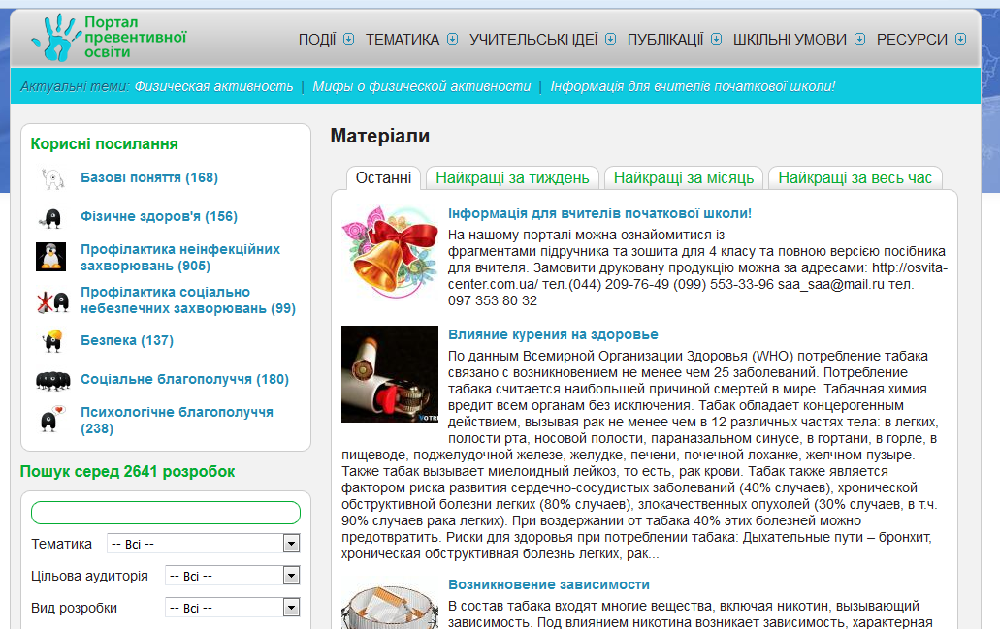 Портал
превентивної
освіти
ПОДІЇ ТЕМАТИКА УЧИТЕЛЬСЬКІ ІДЕЇ ПУБЛІКАЦІЇ ШКІЛЬНІ УМОВИ РЕСУРСИ
Актуальні теми: Физическая активность | Мифы о физической активности | Інформація для вчителів початкової школи!
Корисні посилання
Базові поняття (168)
Фізичне здоров'я (156)
Профілактика неінфекційних
захворювань (905)
Профілактика соціально
небезпечних захворювань (99)
Безпека (137)
Соціальне благополуччя (180)
Психологічне благополуччя
(238)
Пошук серед 2641 розробок
Тематика -- Всі --
Цільова аудиторія -- Всі --
Вид розробки -- Всі --
Матеріали
Останні Найкращі за тиждень Найкращі за місяць Найкращі за весь час
Інформація для вчителів початкової школи!
На нашому порталі можна ознайомитися із
фрагментами підручника та зошита для 4 класу та повною версією посібника
для вчителя. Замовити друковану продукцію можна за адресами: http://osvita-
center.com.ua/ тел.(044) 209-76-49 (099) 553-33-96 saa_saa@mail.ru тел.
097 353 80 32
Влияние курения на здоровье
По данным Всемирной Организации Здоровья (WHO) потребление табака
связано с возникновением не менее чем 25 заболеваний. Потребление
табака считается наибольшей причиной смертей в мире. Табачная химия
вредит всем органам без исключения. Табак обладает концерогенным
действием, вызывая рак не менее чем в 12 различных частях тела: в легких,
полости рта, носовой полости, параназальном синусе, в гортани, в горле, в
пищеводе, поджелудочной железе, желудке, печени, почечной лоханке, желчном пузыре.
Также табак вызывает миелоидный лейкоз, то есть, рак крови. Табак также является
фактором риска развития сердечно-сосудистых заболеваний (40% случаев), хронической
обструктивной болезни легких (80% случаев), злокачественных опухолей (30% случаев, в т.ч.
90% случаев рака легких). При воздержании от табака 40% этих болезней можно
предотвратить. Риски для здоровья при потреблении табака: Дыхательные пути – бронхит,
хроническая обструктивная болезнь легких, рак...
Возникновение зависимости
В состав табака входят многие вещества, включая никотин, вызывающий
зависимость. Под влиянием никотина возникает зависимость, характерная